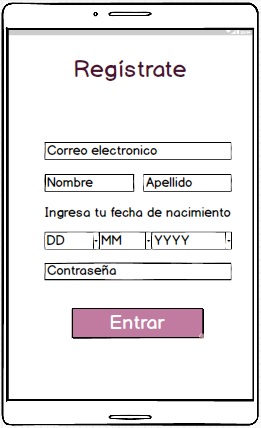 Regístrate
Correo electronico
Nombre Apellido
Ingresa tu fecha de nacimiento
DD MM YYYY
Contraseña
Entrar